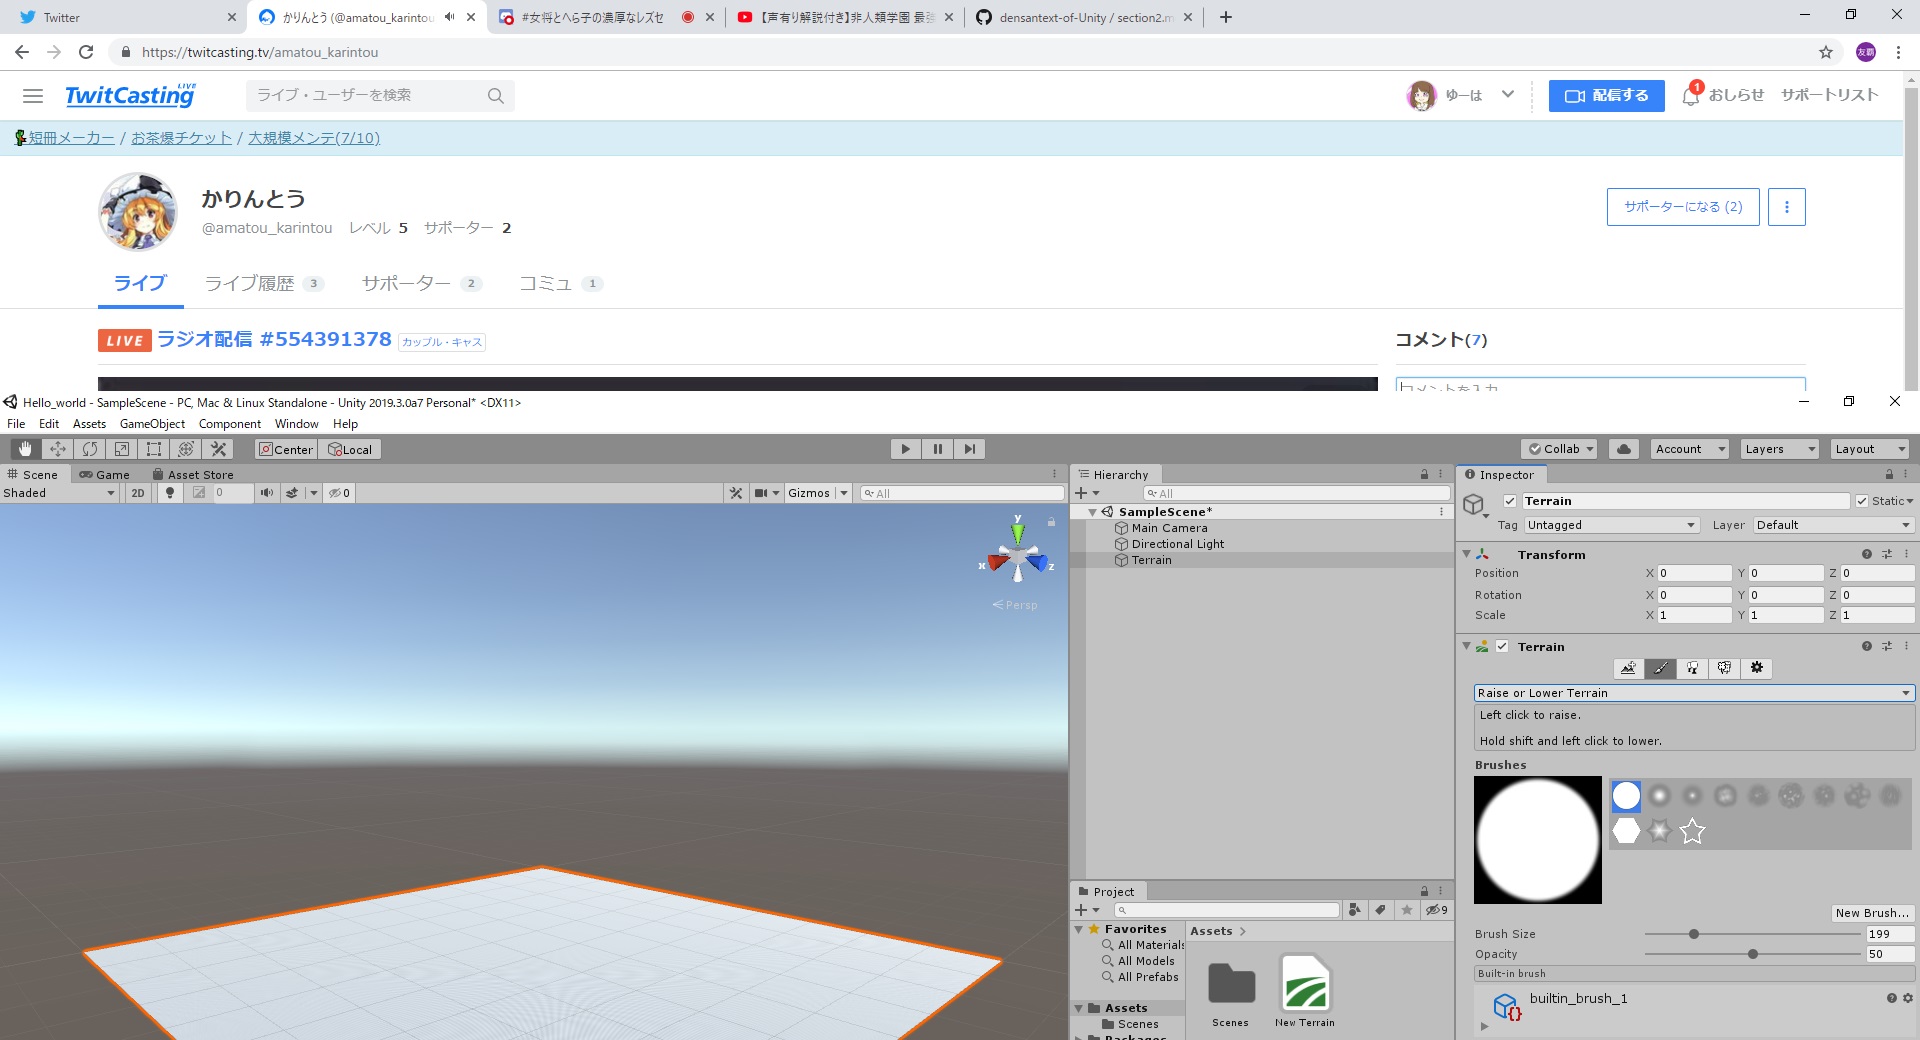 Twitter
かりんとう (@amatou_karintou
#女将とへら子の濃厚なレズセ
【声有り解説付き】非人類学園 最強
densantext-of-Unity / section2.m
https://twitcasting.tv/amatou_karintou
友覇
TwitCasting LIVE
ライブ・ユーザーを検索
ゆーは
配信する
1
おしらせ
サポートリスト
短冊メーカー / お茶爆チケット / 大規模メンテ(7/10)
かりんとう
@amatou_karintou レベル 5 サポーター 2
サポーターになる (2)
ライブ ライブ履歴 3 サポーター 2 コミュ 1
LIVE ラジオ配信 #554391378 カップル・キャス
コメント(7)
コメントを入力
Hello_world - SampleScene - PC, Mac & Linux Standalone - Unity 2019.3.0a7 Personal* <DX11>
File Edit Assets GameObject Component Window Help
Center Local
Collab Account Layers Layout
Scene Game Asset Store
Shaded 2D 0 0 Gizmos All
y
x z
Persp
Hierarchy
All
SampleScene*
Main Camera
Directional Light
Terrain
Project
9
Favorites
All Materials
All Models
All Prefabs
Assets
Scenes
Packages
Assets
Scenes New Terrain
Inspector
Terrain Static
Tag Untagged Layer Default
Transform
Position X 0 Y 0 Z 0
Rotation X 0 Y 0 Z 0
Scale X 1 Y 1 Z 1
Terrain
Raise or Lower Terrain
Left click to raise.
Hold shift and left click to lower.
Brushes
New Brush...
Brush Size 199
Opacity 50
Built-in brush
builtin_brush_1